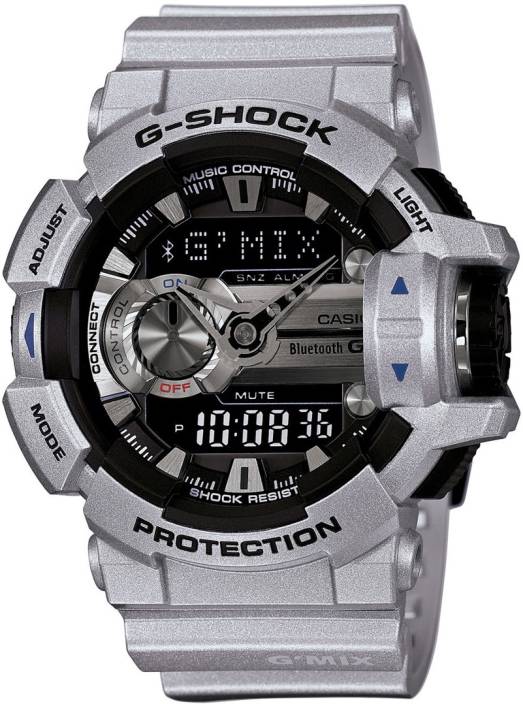 G-SHOCK
MUSIC CONTROL
LIGHT
ADJUST
G'MIX
SNZ ALM
ON
CASIO
CONNECT
CONTROL
Bluetooth
OFF
MUTE
P 10:08 36
MODE
SHOCK RESIST
PROTECTION
G'MIX